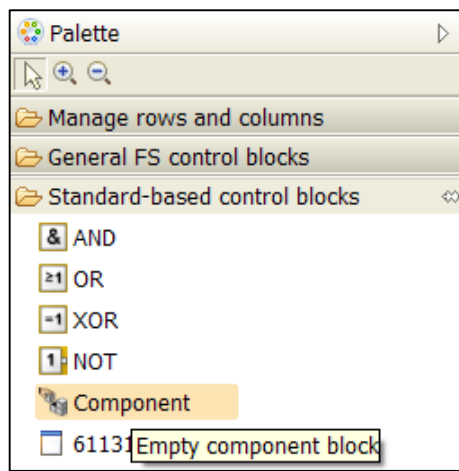 Palette
Manage rows and columns
General FS control blocks
Standard-based control blocks
& AND
≥1 OR
=1 XOR
1 NOT
Component
61131
Empty component block